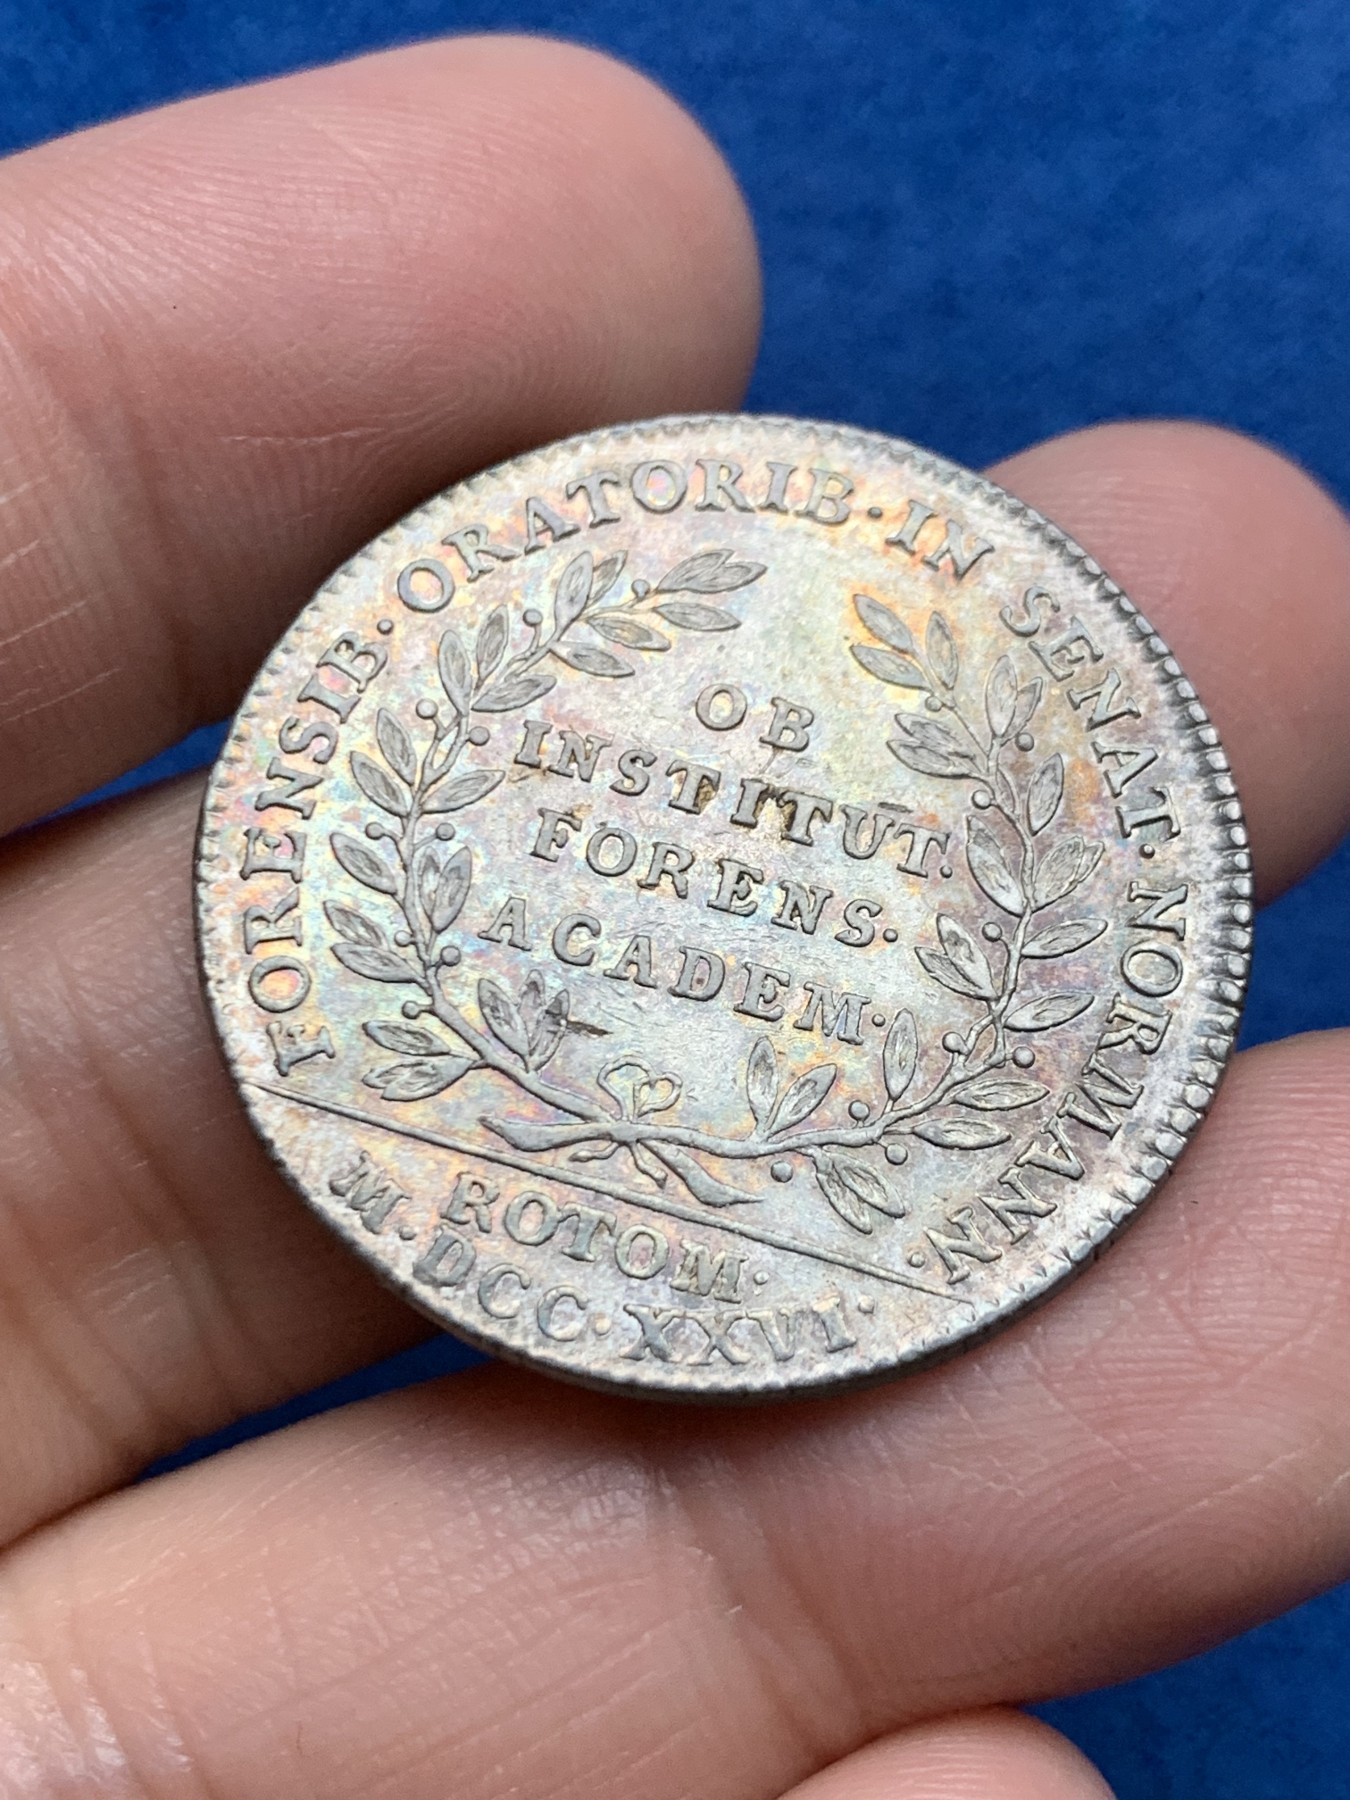 FORENSIB· ORATORIB· IN SENAT· NORMANN·
OB
INSTITUT.
FORENS·
ACADEM·
ROTOM·
M·DCC·XXVI·